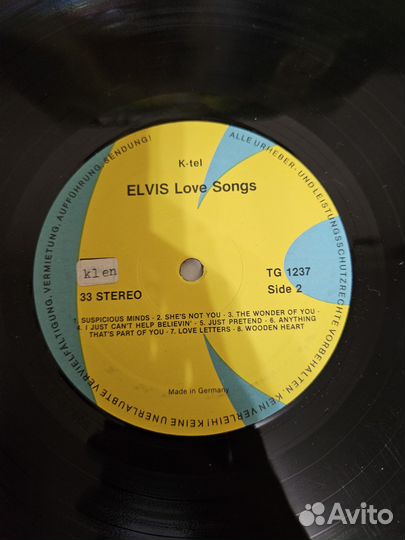 K-tel
ELVIS Love Songs
kl en
33 STEREO
TG 1237
Side 2
1. SUSPICIOUS MINDS - 2. SHE'S NOT YOU - 3. THE WONDER OF YOU -
4. I JUST CAN'T HELP BELIEVIN' - 5. JUST PRETEND - 6. ANYTHING
THAT'S PART OF YOU - 7. LOVE LETTERS - 8. WOODEN HEART
Made in Germany
ALLE URHEBER- UND LEISTUNGSSCHUTZRECHTE VORBEHALTEN. KEIN VERLEIH! KEINE UNERLAUBTE VERVIELFÄLTIGUNG, VERMIETUNG, AUFFÜHRUNG, SENDUNG!
Avito